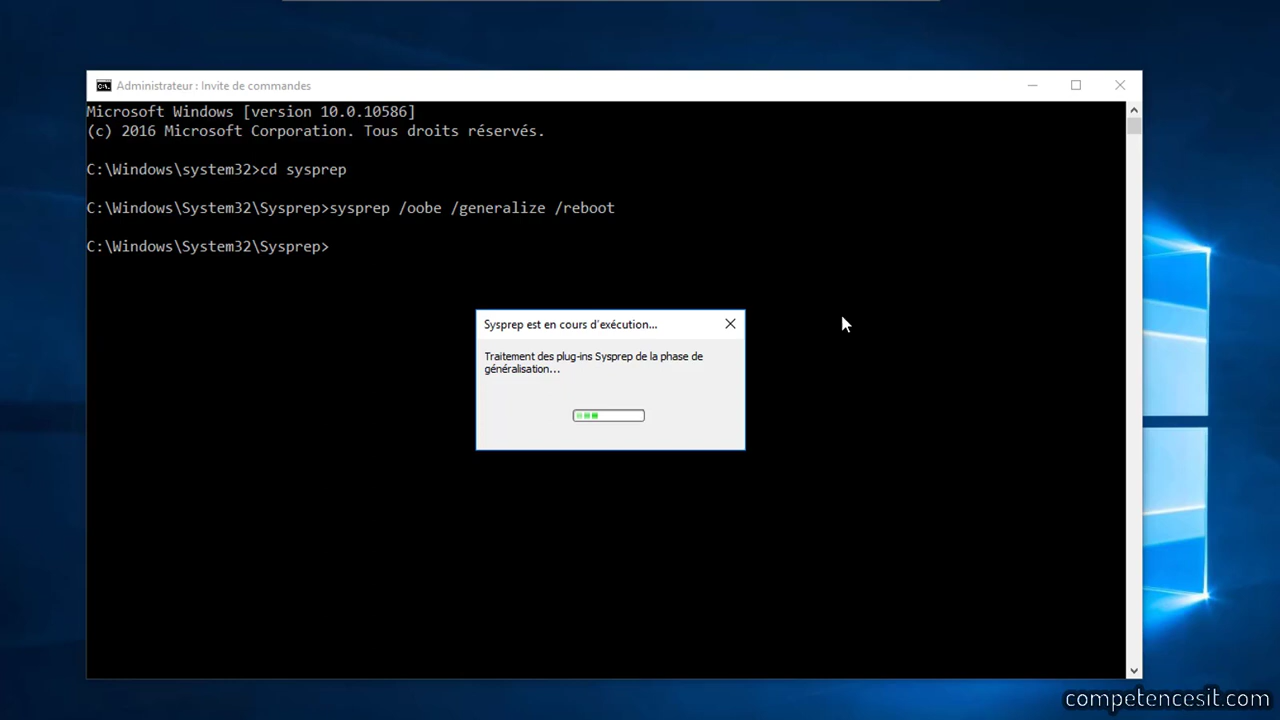 Administrateur : Invite de commandes
Microsoft Windows [version 10.0.10586]
(c) 2016 Microsoft Corporation. Tous droits réservés.
C:\Windows\system32>cd sysprep
C:\Windows\System32\Sysprep>sysprep /oobe /generalize /reboot
C:\Windows\System32\Sysprep>
Sysprep est en cours d'exécution...
Traitement des plug-ins Sysprep de la phase de
généralisation...
competencesit.com